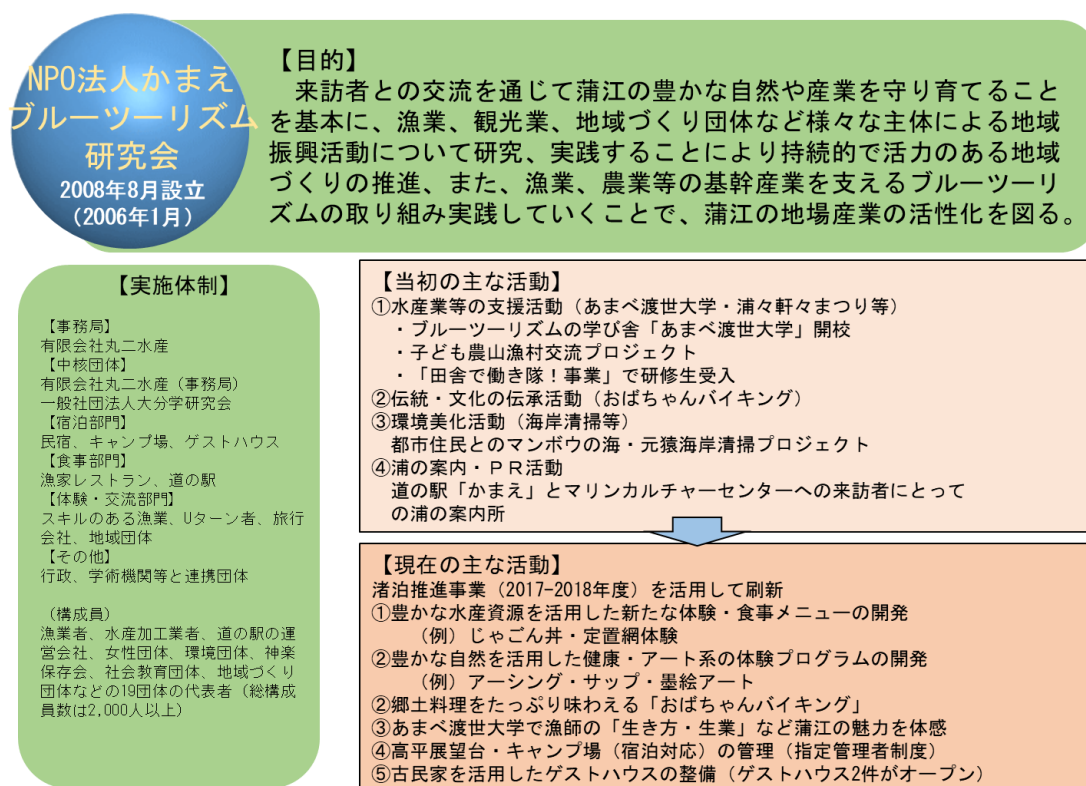 NPO法人かまえ
ブルーツーリズム
研究会
2008年8月設立
（2006年1月）
【目的】
　来訪者との交流を通じて蒲江の豊かな自然や産業を守り育てること
を基本に、漁業、観光業、地域づくり団体など様々な主体による地域
振興活動について研究、実践することにより持続的で活力のある地域
づくりの推進、また、漁業、農業等の基幹産業を支えるブルーツーリ
ズムの取り組み実践していくことで、蒲江の地場産業の活性化を図る。
【実施体制】
【事務局】
有限会社丸二水産
【中核団体】
有限会社丸二水産（事務局）
一般社団法人大分学研究会
【宿泊部門】
民宿、キャンプ場、ゲストハウス
【食事部門】
漁家レストラン、道の駅
【体験・交流部門】
スキルのある漁業、Uターン者、旅行
会社、地域団体
【その他】
行政、学術機関等と連携団体
（構成員）
漁業者、水産加工業者、道の駅の運
営会社、女性団体、環境団体、神楽
保存会、社会教育団体、地域づくり
団体などの19団体の代表者（総構成
員数は2,000人以上）
【当初の主な活動】
①水産業等の支援活動（あまべ渡世大学・浦々軒々まつり等）
・ブルーツーリズムの学び舎「あまべ渡世大学」開校
・子ども農山漁村交流プロジェクト
・「田舎で働き隊！事業」で研修生受入
②伝統・文化の伝承活動（おばちゃんバイキング）
③環境美化活動（海岸清掃等）
都市住民とのマンボウの海・元猿海岸清掃プロジェクト
④浦の案内・ＰＲ活動
道の駅「かまえ」とマリンカルチャーセンターへの来訪者にとって
の浦の案内所
【現在の主な活動】
渚泊推進事業（2017-2018年度）を活用して刷新
①豊かな水産資源を活用した新たな体験・食事メニューの開発
（例）じゃごん丼・定置網体験
②豊かな自然を活用した健康・アート系の体験プログラムの開発
（例）アーシング・サップ・墨絵アート
②郷土料理をたっぷり味わえる「おばちゃんバイキング」
③あまべ渡世大学で漁師の「生き方・生業」など蒲江の魅力を体感
④高平展望台・キャンプ場（宿泊対応）の管理（指定管理者制度）
⑤古民家を活用したゲストハウスの整備（ゲストハウス2件がオープン）